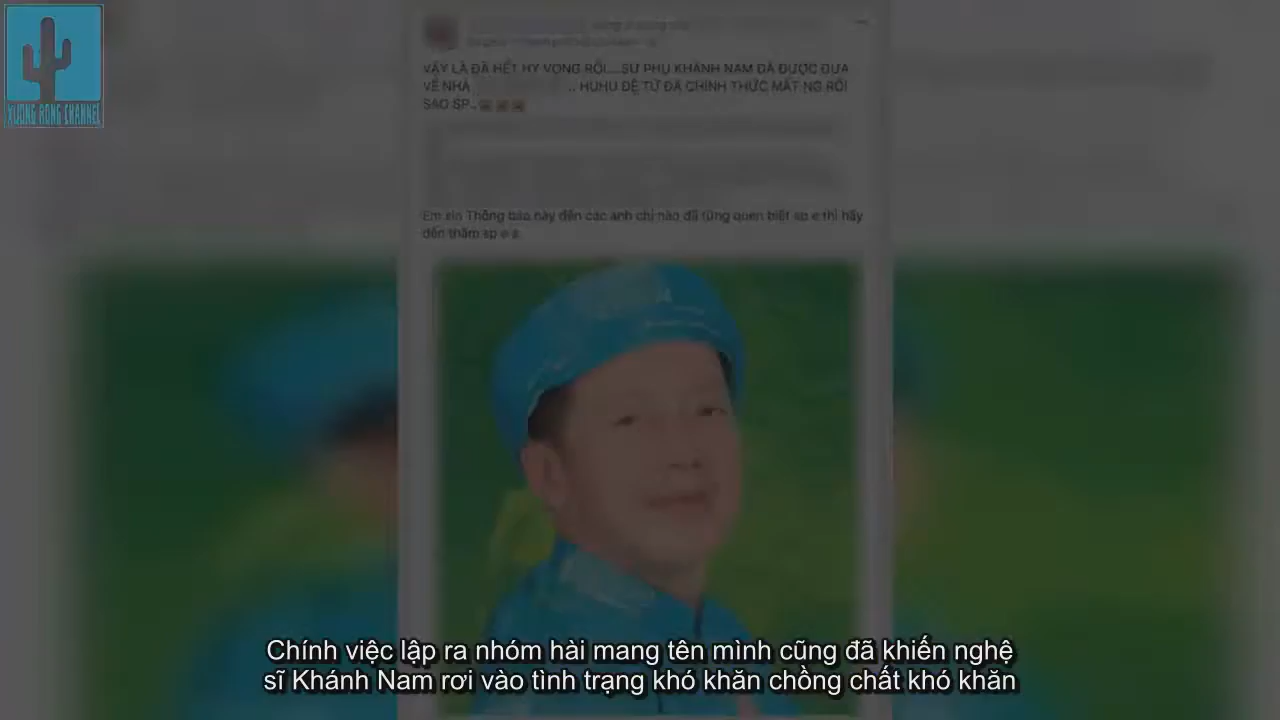 XƯƠNG RỒNG CHANNEL
VẬY LÀ ĐÃ HẾT HY VỌNG RỒI....SƯ PHỤ KHÁNH NAM ĐÃ ĐƯỢC ĐƯA
VỀ NHÀ .. HUHU ĐỆ TỬ ĐÃ CHÍNH THỨC MẤT NG RỒI
SAO SP..
Em xin Thông báo này đến các anh chị nào đã từng quen biết sp e thì hãy
đến thăm sp e ạ
Chính việc lập ra nhóm hài mang tên mình cũng đã khiến nghệ
sĩ Khánh Nam rơi vào tình trạng khó khăn chồng chất khó khăn